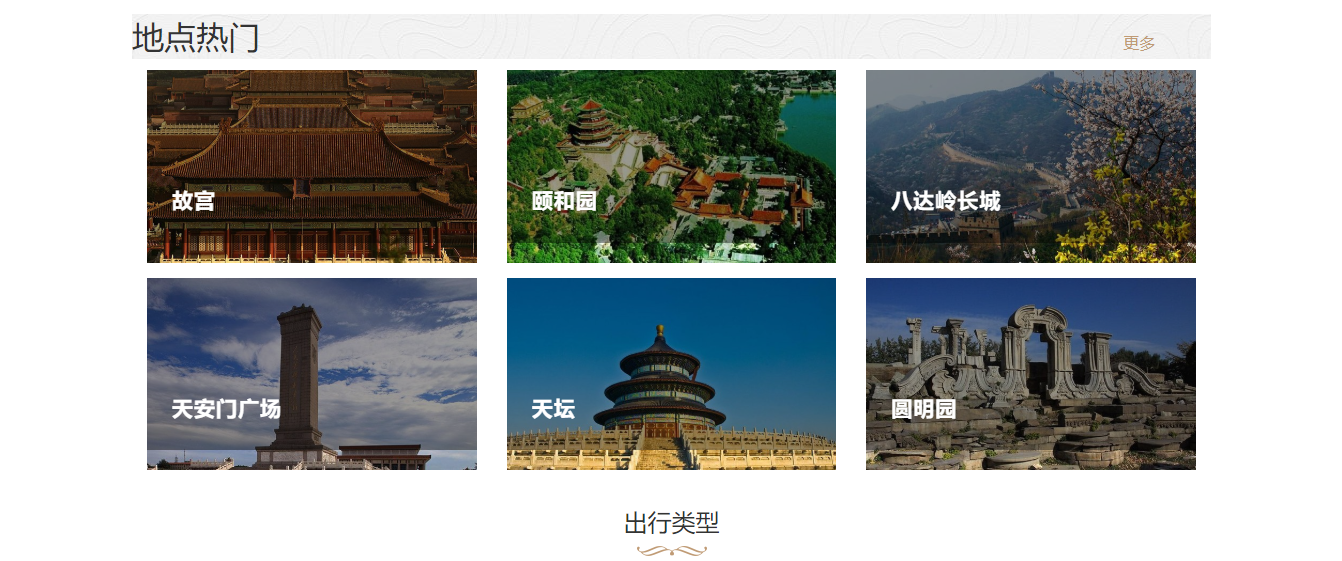 地点热门
更多
故宫
颐和园
八达岭长城
天安门广场
天坛
圆明园
出行类型